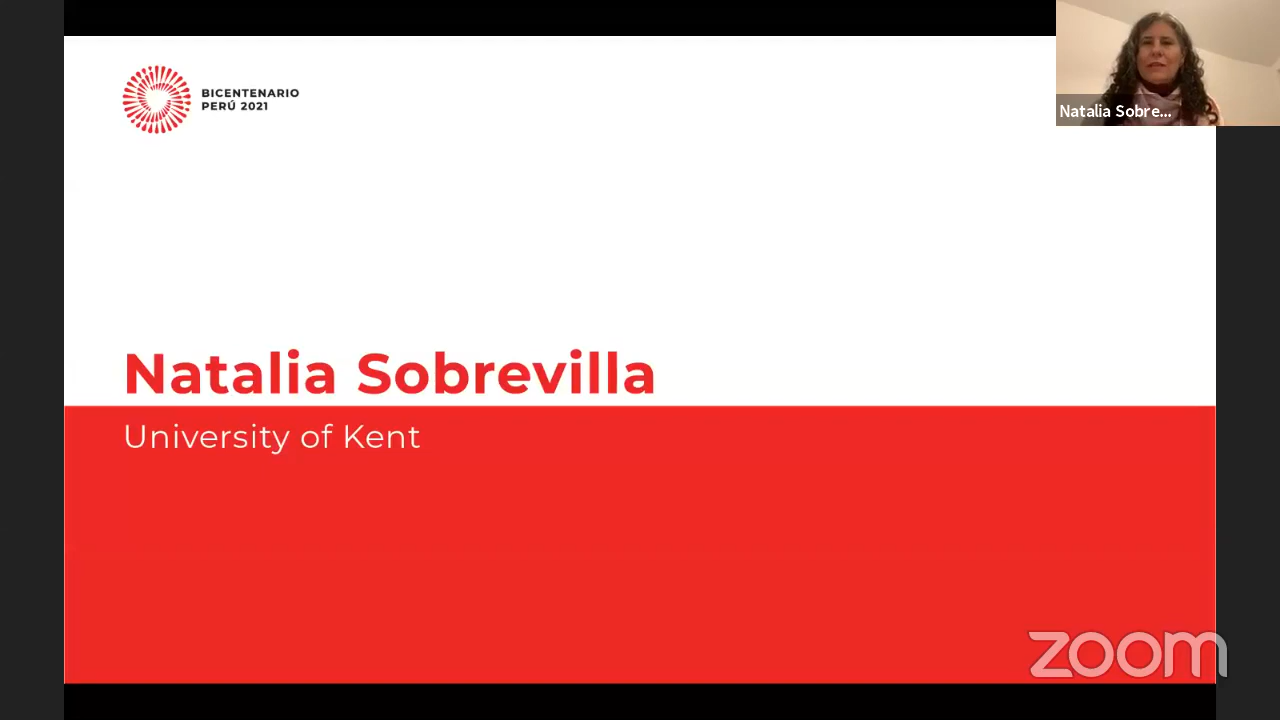 BICENTENARIO
PERÚ 2021
Natalia Sobre...
Natalia Sobrevilla
University of Kent
zoom